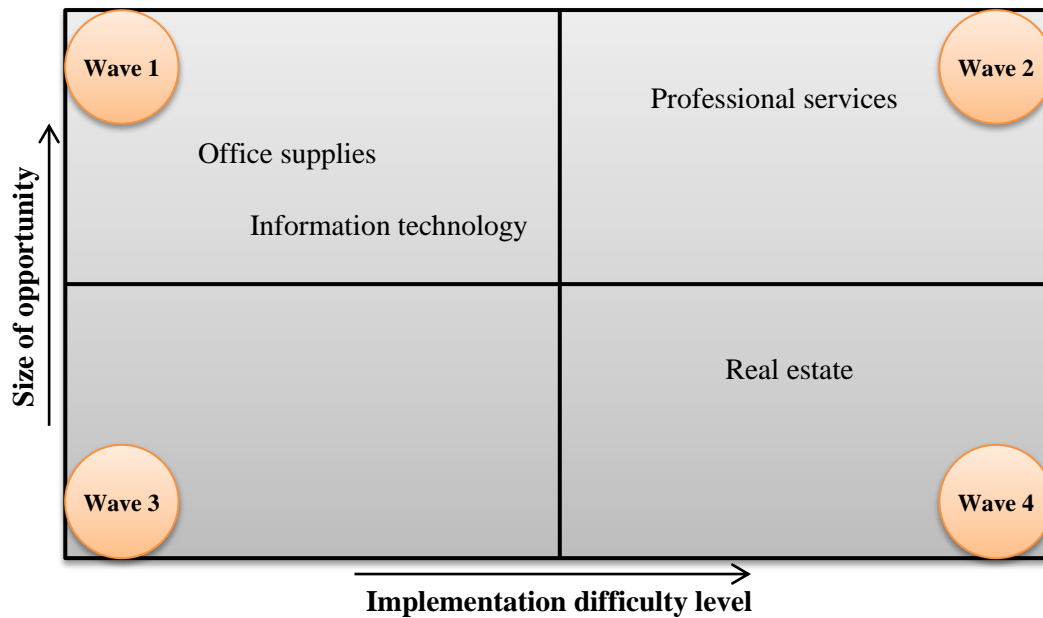 Wave 1
Wave 2
Professional services
Office supplies
Information technology
Size of opportunity
Real estate
Wave 3
Wave 4
Implementation difficulty level